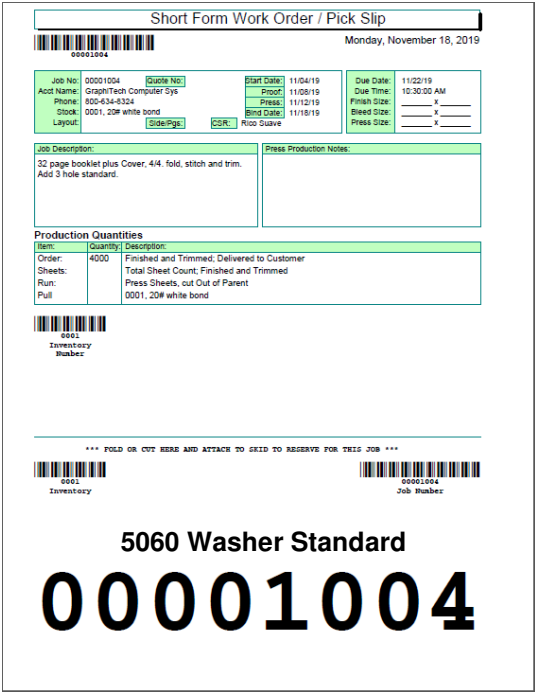 Short Form Work Order / Pick Slip
00001004
Monday, November 18, 2019
Job No: 00001004 Quote No: Start Date: 11/04/19 Due Date: 11/22/19
Acct Name: GraphiTech Computer Sys Proof: 11/08/19 Due Time: 10:30:00 AM
Phone: 800-634-8324 Press: 11/12/19 Finish Size: ______ x ______
Stock: 0001, 20# white bond Bind Date: 11/18/19 Bleed Size: ______ x ______
Layout: Side/Pgs: CSR: Rico Suave Press Size: ______ x ______
Job Description: Press Production Notes:
32 page booklet plus Cover, 4/4. fold, stitch and trim.
Add 3 hole standard.
Production Quantities
Item: Quantity: Description:
Order: 4000 Finished and Trimmed; Delivered to Customer
Sheets: Total Sheet Count; Finished and Trimmed
Run: Press Sheets, cut Out of Parent
Pull 0001, 20# white bond
0001
Inventory
Number
*** FOLD OR CUT HERE AND ATTACH TO SKID TO RESERVE FOR THIS JOB ***
0001 00001004
Inventory Job Number
5060 Washer Standard
00001004